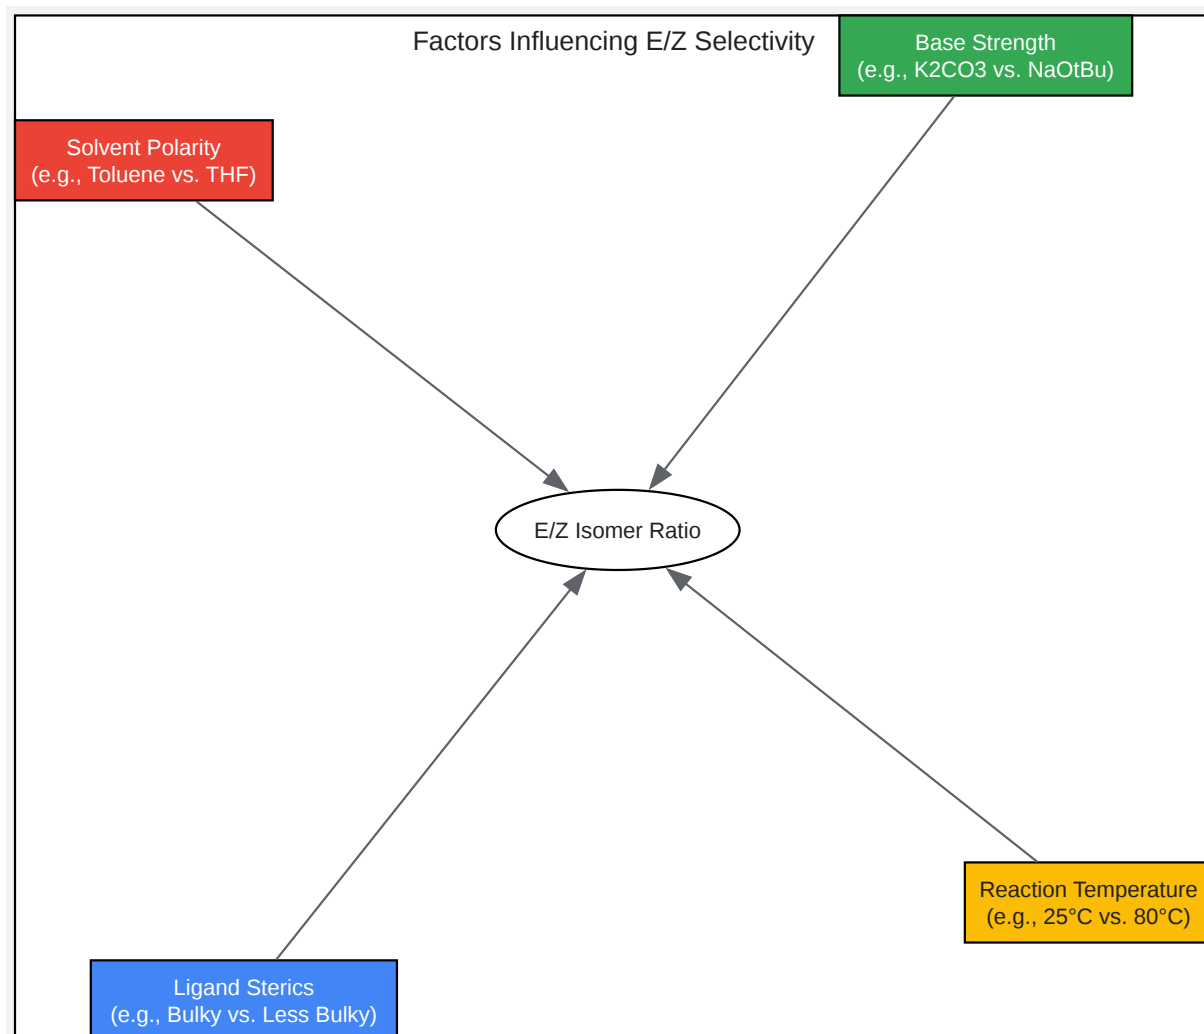 Factors Influencing E/Z Selectivity
Base Strength
(e.g., K2CO3 vs. NaOtBu)
Solvent Polarity
(e.g., Toluene vs. THF)
E/Z Isomer Ratio
Reaction Temperature
(e.g., 25°C vs. 80°C)
Ligand Sterics
(e.g., Bulky vs. Less Bulky)